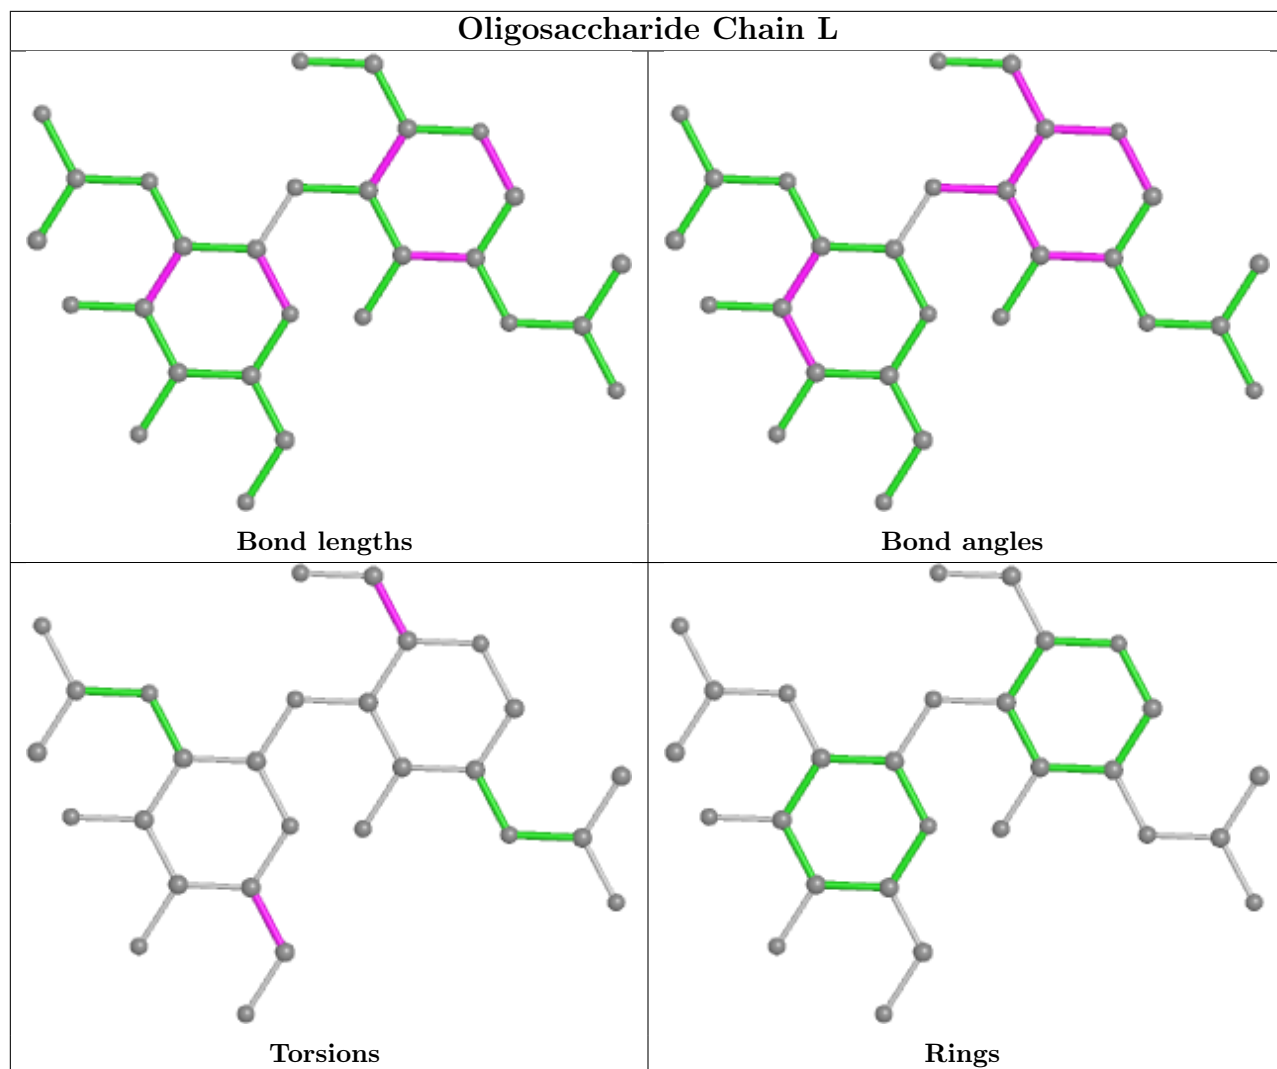 Oligosaccharide Chain L
Bond lengths
Bond angles
Torsions
Rings